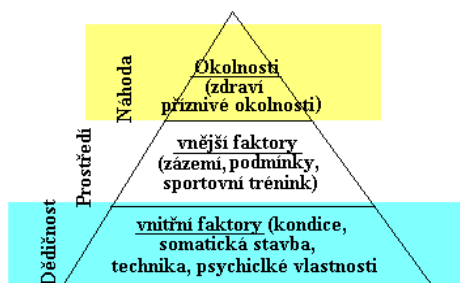 Náhoda
Okolnosti
(zdraví
příznivé okolnosti)
Prostředí
vnější faktory
(zázemí, podmínky,
sportovní trénink)
Dědičnost
vnitřní faktory (kondice,
somatická stavba,
technika, psychiclké vlastnosti